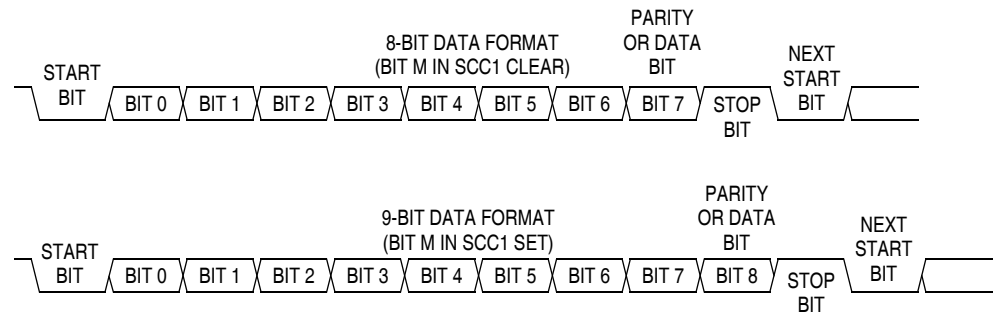 8-BIT DATA FORMAT
(BIT M IN SCC1 CLEAR)
PARITY
OR DATA
BIT
START
BIT
BIT 0
BIT 1
BIT 2
BIT 3
BIT 4
BIT 5
BIT 6
BIT 7
STOP
BIT
NEXT
START
BIT
9-BIT DATA FORMAT
(BIT M IN SCC1 SET)
PARITY
OR DATA
BIT
START
BIT
BIT 0
BIT 1
BIT 2
BIT 3
BIT 4
BIT 5
BIT 6
BIT 7
BIT 8
STOP
BIT
NEXT
START
BIT